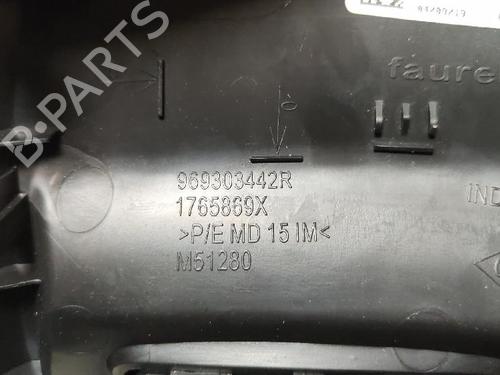 faure
969303442R
1765869X
>P/E MD 15 IM<
M51280
IND
B-PARTS